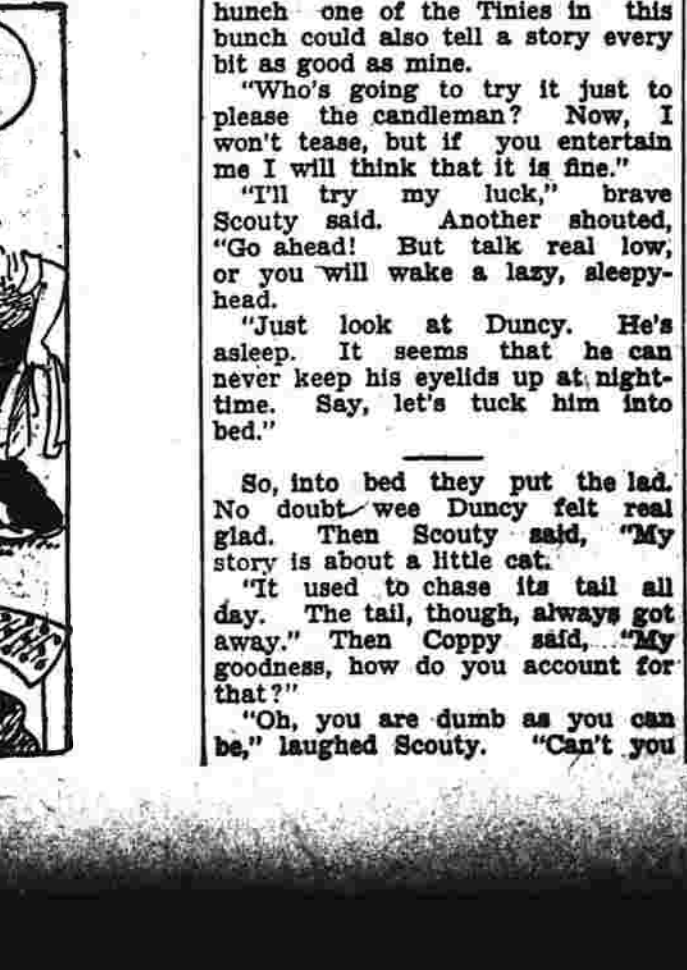 hunch one of the Tinies in this
bunch could also tell a story every
bit as good as mine.
"Who's going to try it just to
please the candleman? Now, I
won't tease, but if you entertain
me I will think that it is fine."
"I'll try my luck," brave
Scouty said. Another shouted,
"Go ahead! But talk real low,
or you will wake a lazy, sleepy-
head.
"Just look at Duncy. He's
asleep. It seems that he can
never keep his eyelids up at night-
time. Say, let's tuck him into
bed."
So, into bed they put the lad.
No doubt wee Duncy felt real
glad. Then Scouty said, "My
story is about a little cat.
"It used to chase its tail all
day. The tail, though, always got
away." Then Coppy said, "My
goodness, how do you account for
that?"
"Oh, you are dumb as you can
be," laughed Scouty. "Can't you